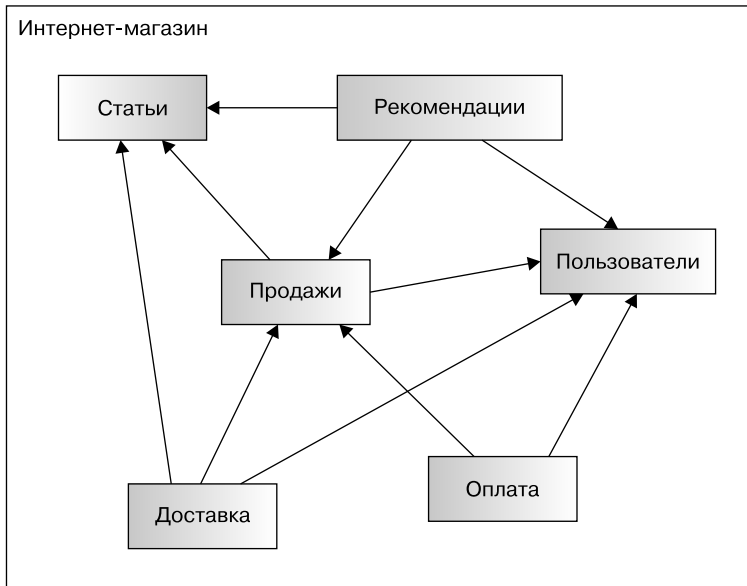 Интернет-магазин
Статьи
Рекомендации
Продажи
Пользователи
Доставка
Оплата